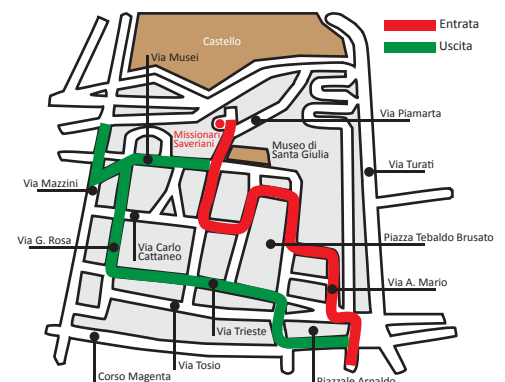 Entrata
Uscita
Castello
Via Musei
Via Piamarta
Missionari
Saveriani
Museo di
Santa Giulia
Via Turati
Via Mazzini
Via G. Rosa
Via Carlo
Cattaneo
Piazza Tebaldo Brusato
Via A. Mario
Via Trieste
Via Tosio
Corso Magenta
Piazzale Arnaldo